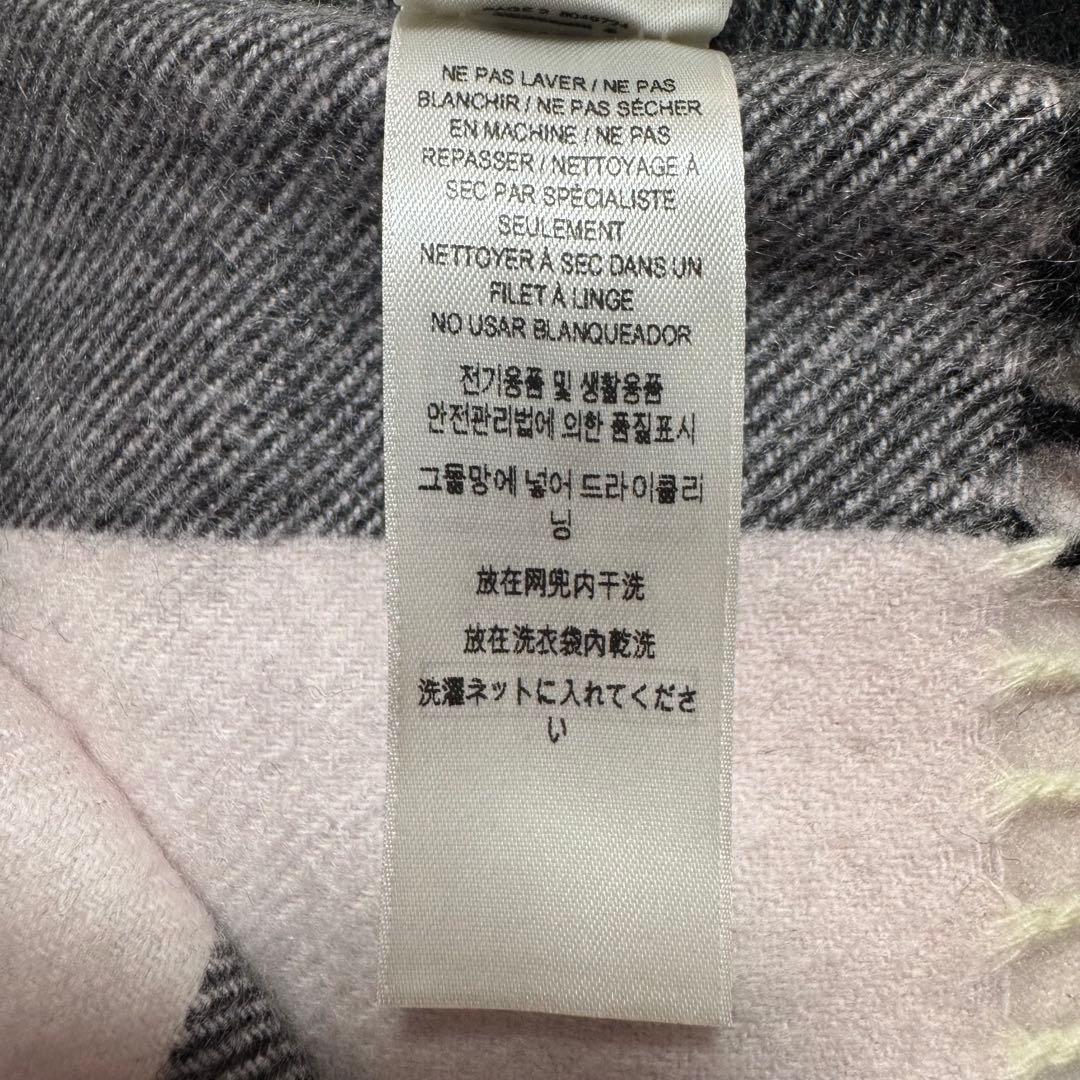 NE PAS LAVER / NE PAS
BLANCHIR / NE PAS SÉCHER
EN MACHINE / NE PAS
REPASSER / NETTOYAGE À
SEC PAR SPÉCIALISTE
SEULEMENT
NETTOYER À SEC DANS UN
FILET À LINGE
NO USAR BLANQUEADOR
전기용품 및 생활용품
안전관리법에 의한 품질표시
그물망에 넣어 드라이클리
닝
放在网兜内干洗
放在洗衣袋內乾洗
洗濯ネットに入れてくださ
い